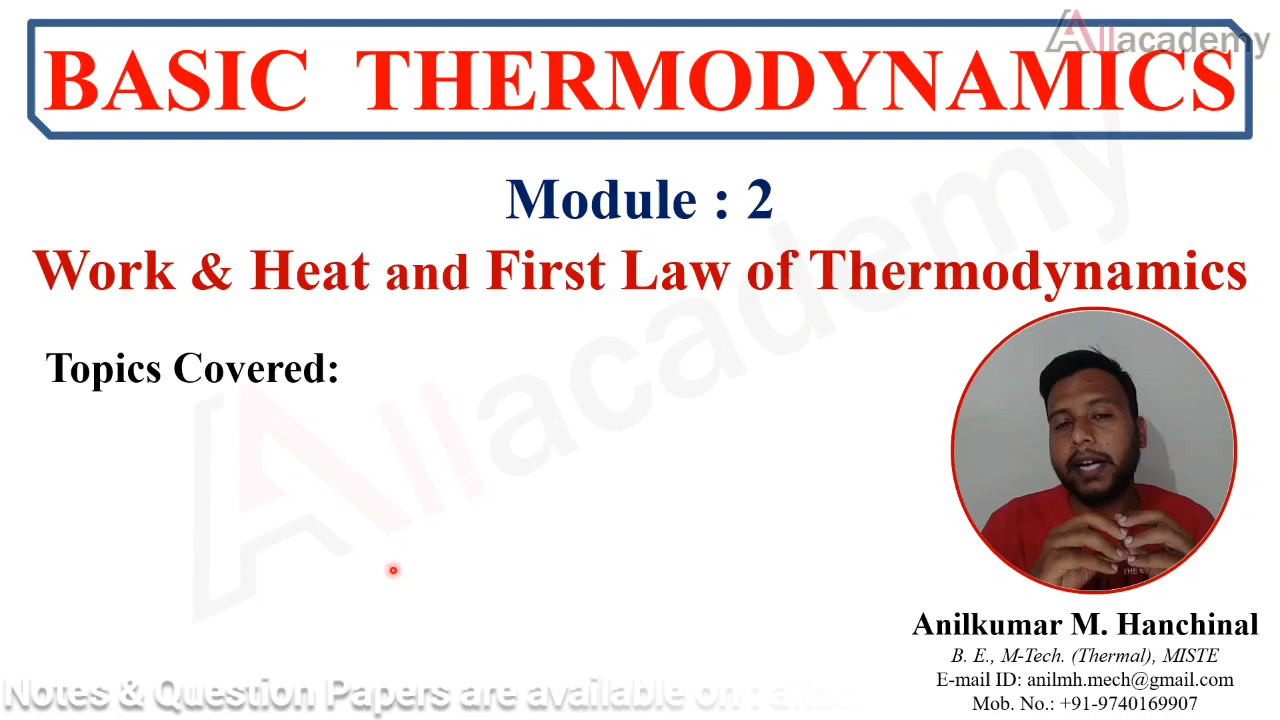 BASIC THERMODYNAMICS
Allacademy
Module : 2
Work & Heat and First Law of Thermodynamics
Topics Covered:
Allacademy
Anilkumar M. Hanchinal
B. E., M-Tech. (Thermal), MISTE
E-mail ID: anilmh.mech@gmail.com
Mob. No.: +91-9740169907
Notes & Question Papers are available on :